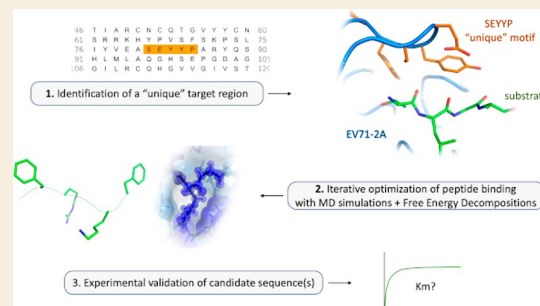 46 T I A R C N C Q T G V Y Y C N 60
61 S R R K H Y P V S F S K P S L 75
76 I Y V E A S E Y Y P A R Y Q S 90
91 H L M L A Q G H S E P G D A G 105
106 G I L R C Q H G V V G I V S T 120
SEYYP
"unique" motif
substrat
EV71-2A
1. Identification of a "unique" target region
2. Iterative optimization of peptide binding
with MD simulations + Free Energy Decompositions
3. Experimental validation of candidate sequence(s)
Km?